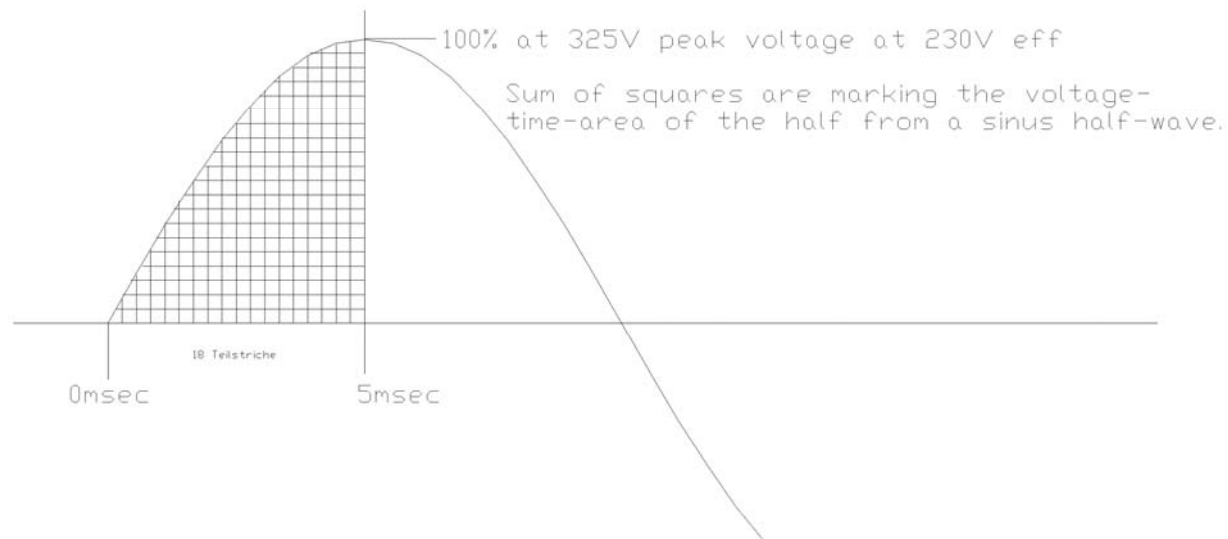 100% at 325V peak voltage at 230V eff
Sum of squares are marking the voltage-
time-area of the half from a sinus half-wave.
18 Teilstriche
0msec
5msec